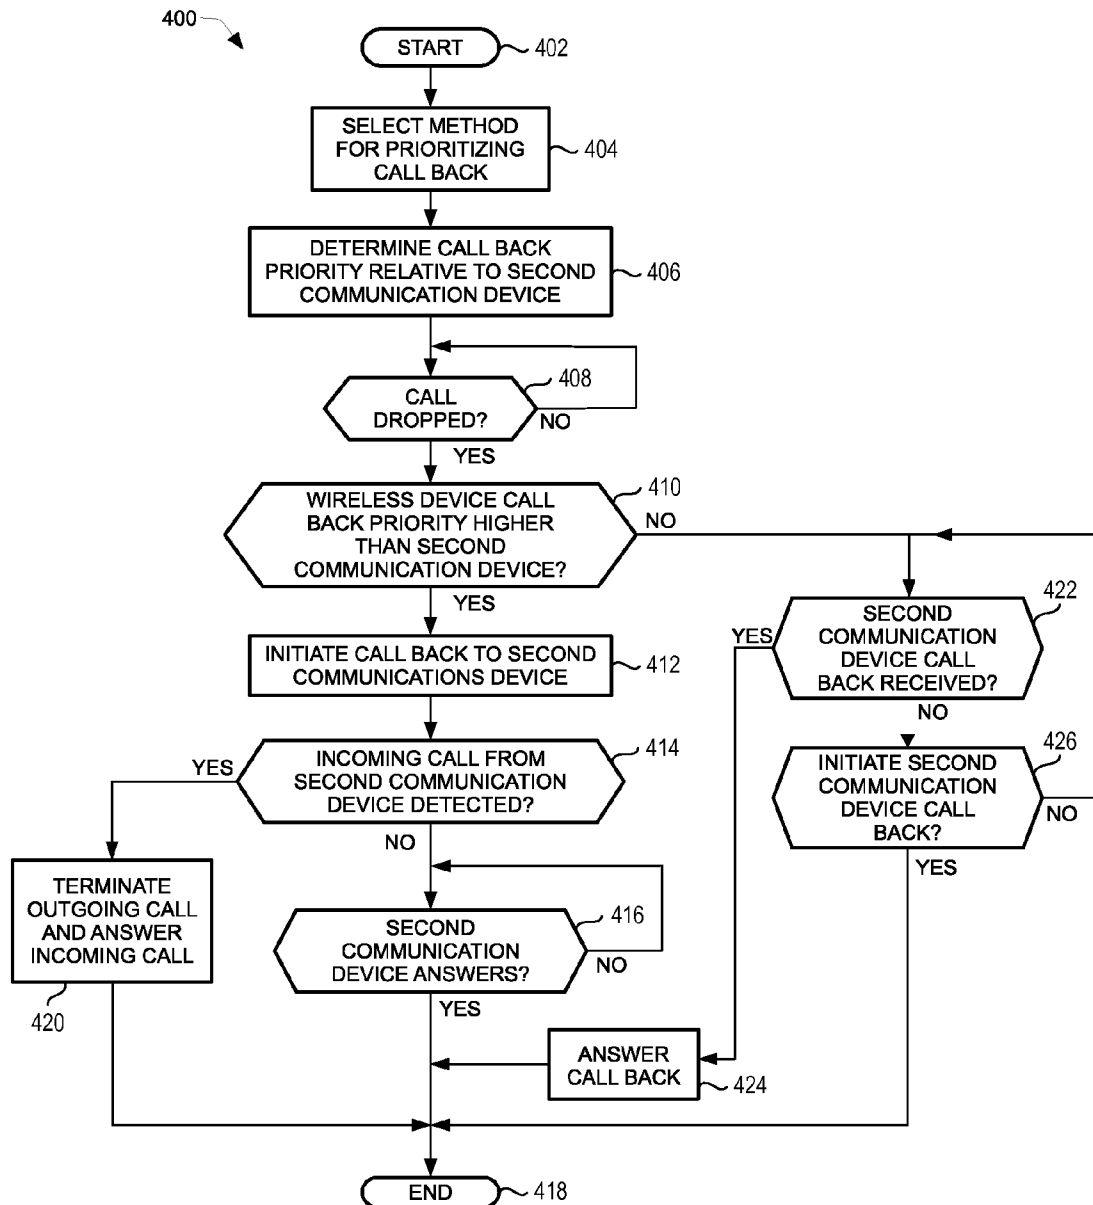 400
START
402
SELECT METHOD
FOR PRIORITIZING
CALL BACK
404
DETERMINE CALL BACK
PRIORITY RELATIVE TO SECOND
COMMUNICATION DEVICE
406
CALL
DROPPED?
408
NO
YES
WIRELESS DEVICE CALL
BACK PRIORITY HIGHER
THAN SECOND
COMMUNICATION DEVICE?
410
NO
YES
INITIATE CALL BACK TO SECOND
COMMUNICATIONS DEVICE
412
INCOMING CALL FROM
SECOND COMMUNICATION
DEVICE DETECTED?
414
YES
NO
TERMINATE
OUTGOING CALL
AND ANSWER
INCOMING CALL
420
SECOND
COMMUNICATION
DEVICE ANSWERS?
416
NO
YES
SECOND
COMMUNICATION
DEVICE CALL
BACK RECEIVED?
422
YES
NO
INITIATE SECOND
COMMUNICATION
DEVICE CALL
BACK?
426
NO
YES
ANSWER
CALL BACK
424
END
418